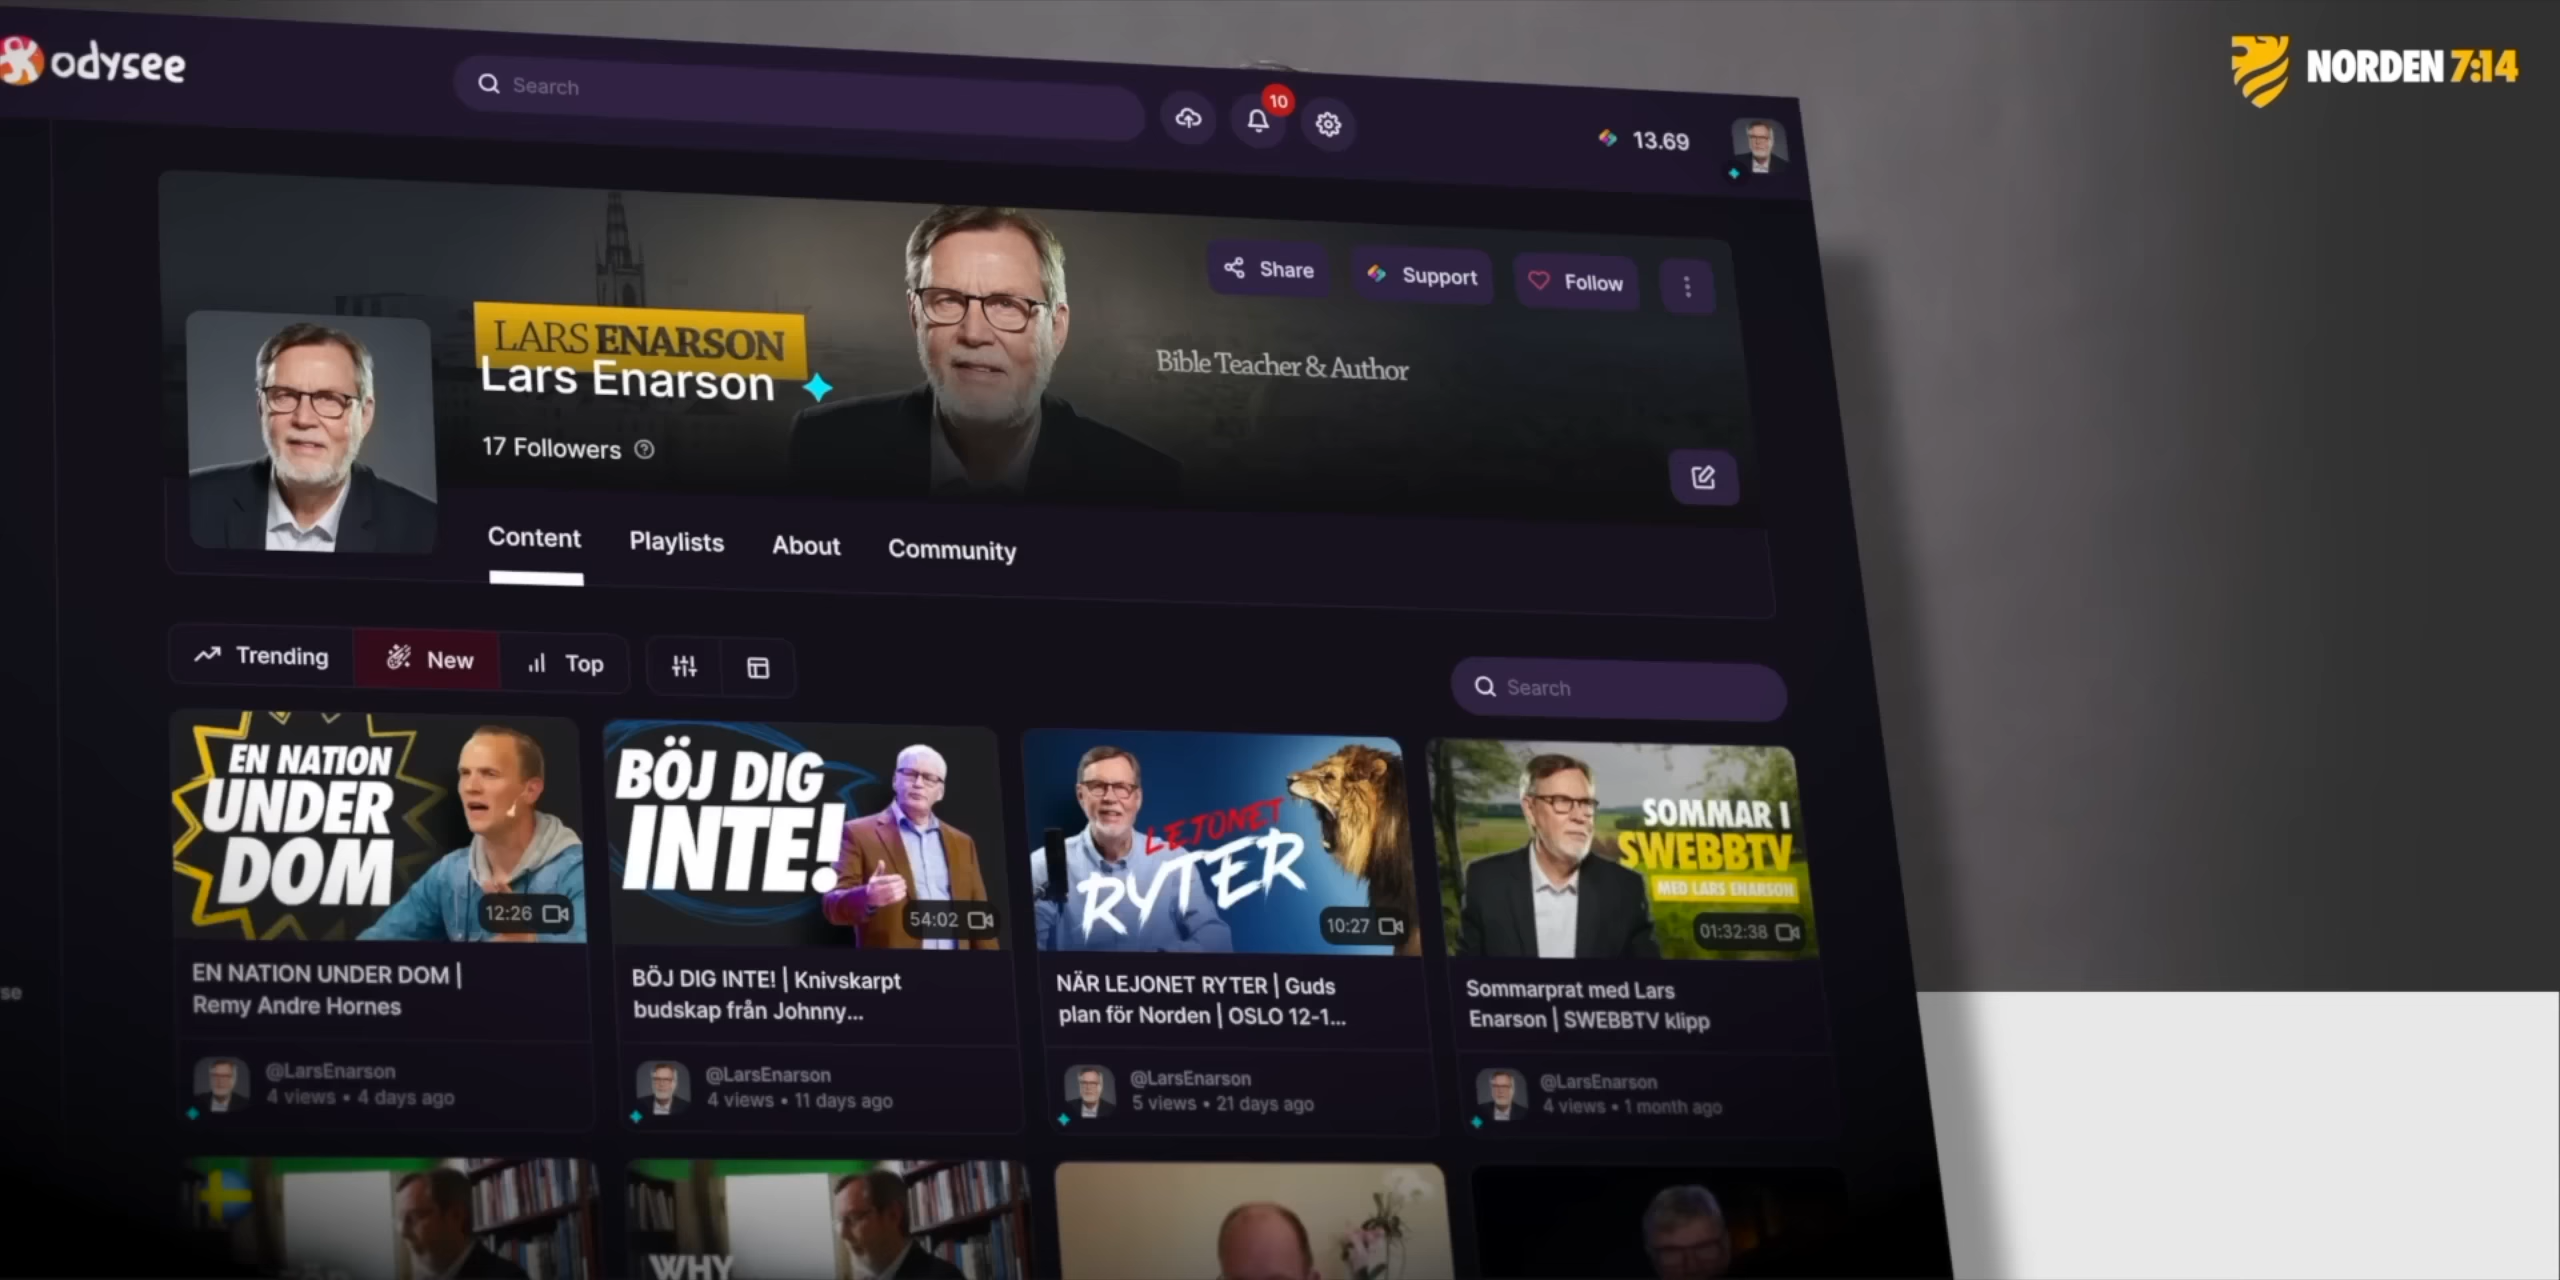 odysee
Search
10
13.69
NORDEN 7:14
Share
Support
Follow
LARS ENARSON
Lars Enarson
Bible Teacher & Author
17 Followers
Content
Playlists
About
Community
Trending
New
Top
Search
EN NATION
UNDER
DOM
12:26
BÖJ DIG
INTE!
54:02
LEJONET
RYTER
10:27
SOMMAR I
SWEBBTV
MED LARS ENARSON
01:32:38
EN NATION UNDER DOM |
Remy Andre Hornes
@LarsEnarson
4 views • 4 days ago
BÖJ DIG INTE! | Knivskarpt
budskap från Johnny...
@LarsEnarson
4 views • 11 days ago
NÄR LEJONET RYTER | Guds
plan för Norden | OSLO 12-1...
@LarsEnarson
5 views • 21 days ago
Sommarprat med Lars
Enarson | SWEBBTV klipp
@LarsEnarson
4 views • 1 month ago
WHY